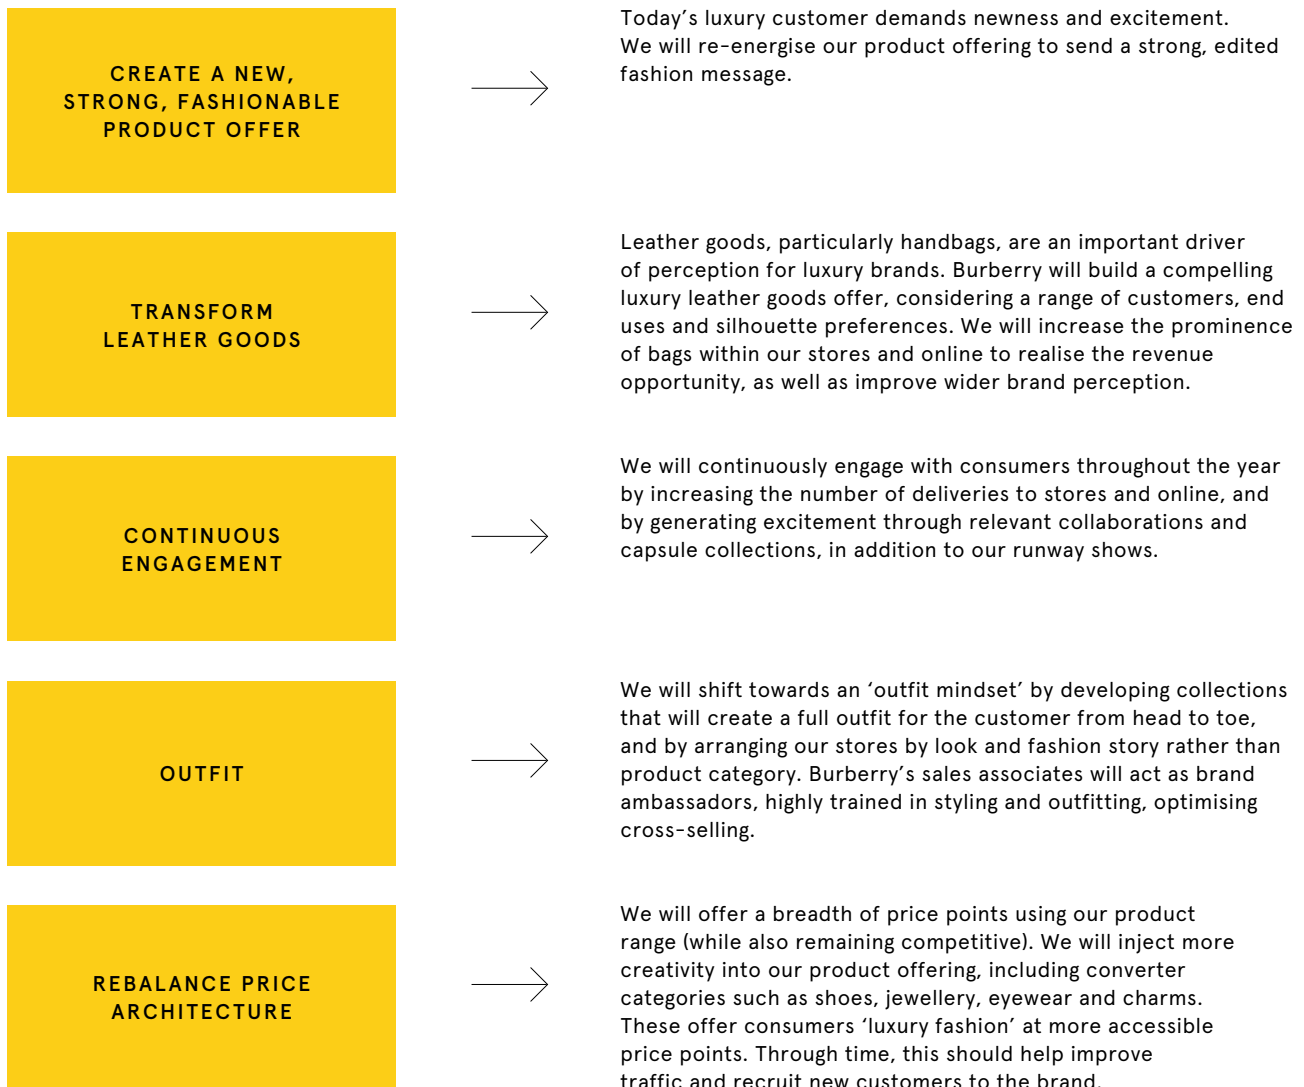 CREATE A NEW,
STRONG, FASHIONABLE
PRODUCT OFFER
Today’s luxury customer demands newness and excitement.
We will re-energise our product offering to send a strong, edited
fashion message.
TRANSFORM
LEATHER GOODS
Leather goods, particularly handbags, are an important driver
of perception for luxury brands. Burberry will build a compelling
luxury leather goods offer, considering a range of customers, end
uses and silhouette preferences. We will increase the prominence
of bags within our stores and online to realise the revenue
opportunity, as well as improve wider brand perception.
CONTINUOUS
ENGAGEMENT
We will continuously engage with consumers throughout the year
by increasing the number of deliveries to stores and online, and
by generating excitement through relevant collaborations and
capsule collections, in addition to our runway shows.
OUTFIT
We will shift towards an ‘outfit mindset’ by developing collections
that will create a full outfit for the customer from head to toe,
and by arranging our stores by look and fashion story rather than
product category. Burberry’s sales associates will act as brand
ambassadors, highly trained in styling and outfitting, optimising
cross-selling.
REBALANCE PRICE
ARCHITECTURE
We will offer a breadth of price points using our product
range (while also remaining competitive). We will inject more
creativity into our product offering, including converter
categories such as shoes, jewellery, eyewear and charms.
These offer consumers ‘luxury fashion’ at more accessible
price points. Through time, this should help improve
traffic and recruit new customers to the brand.